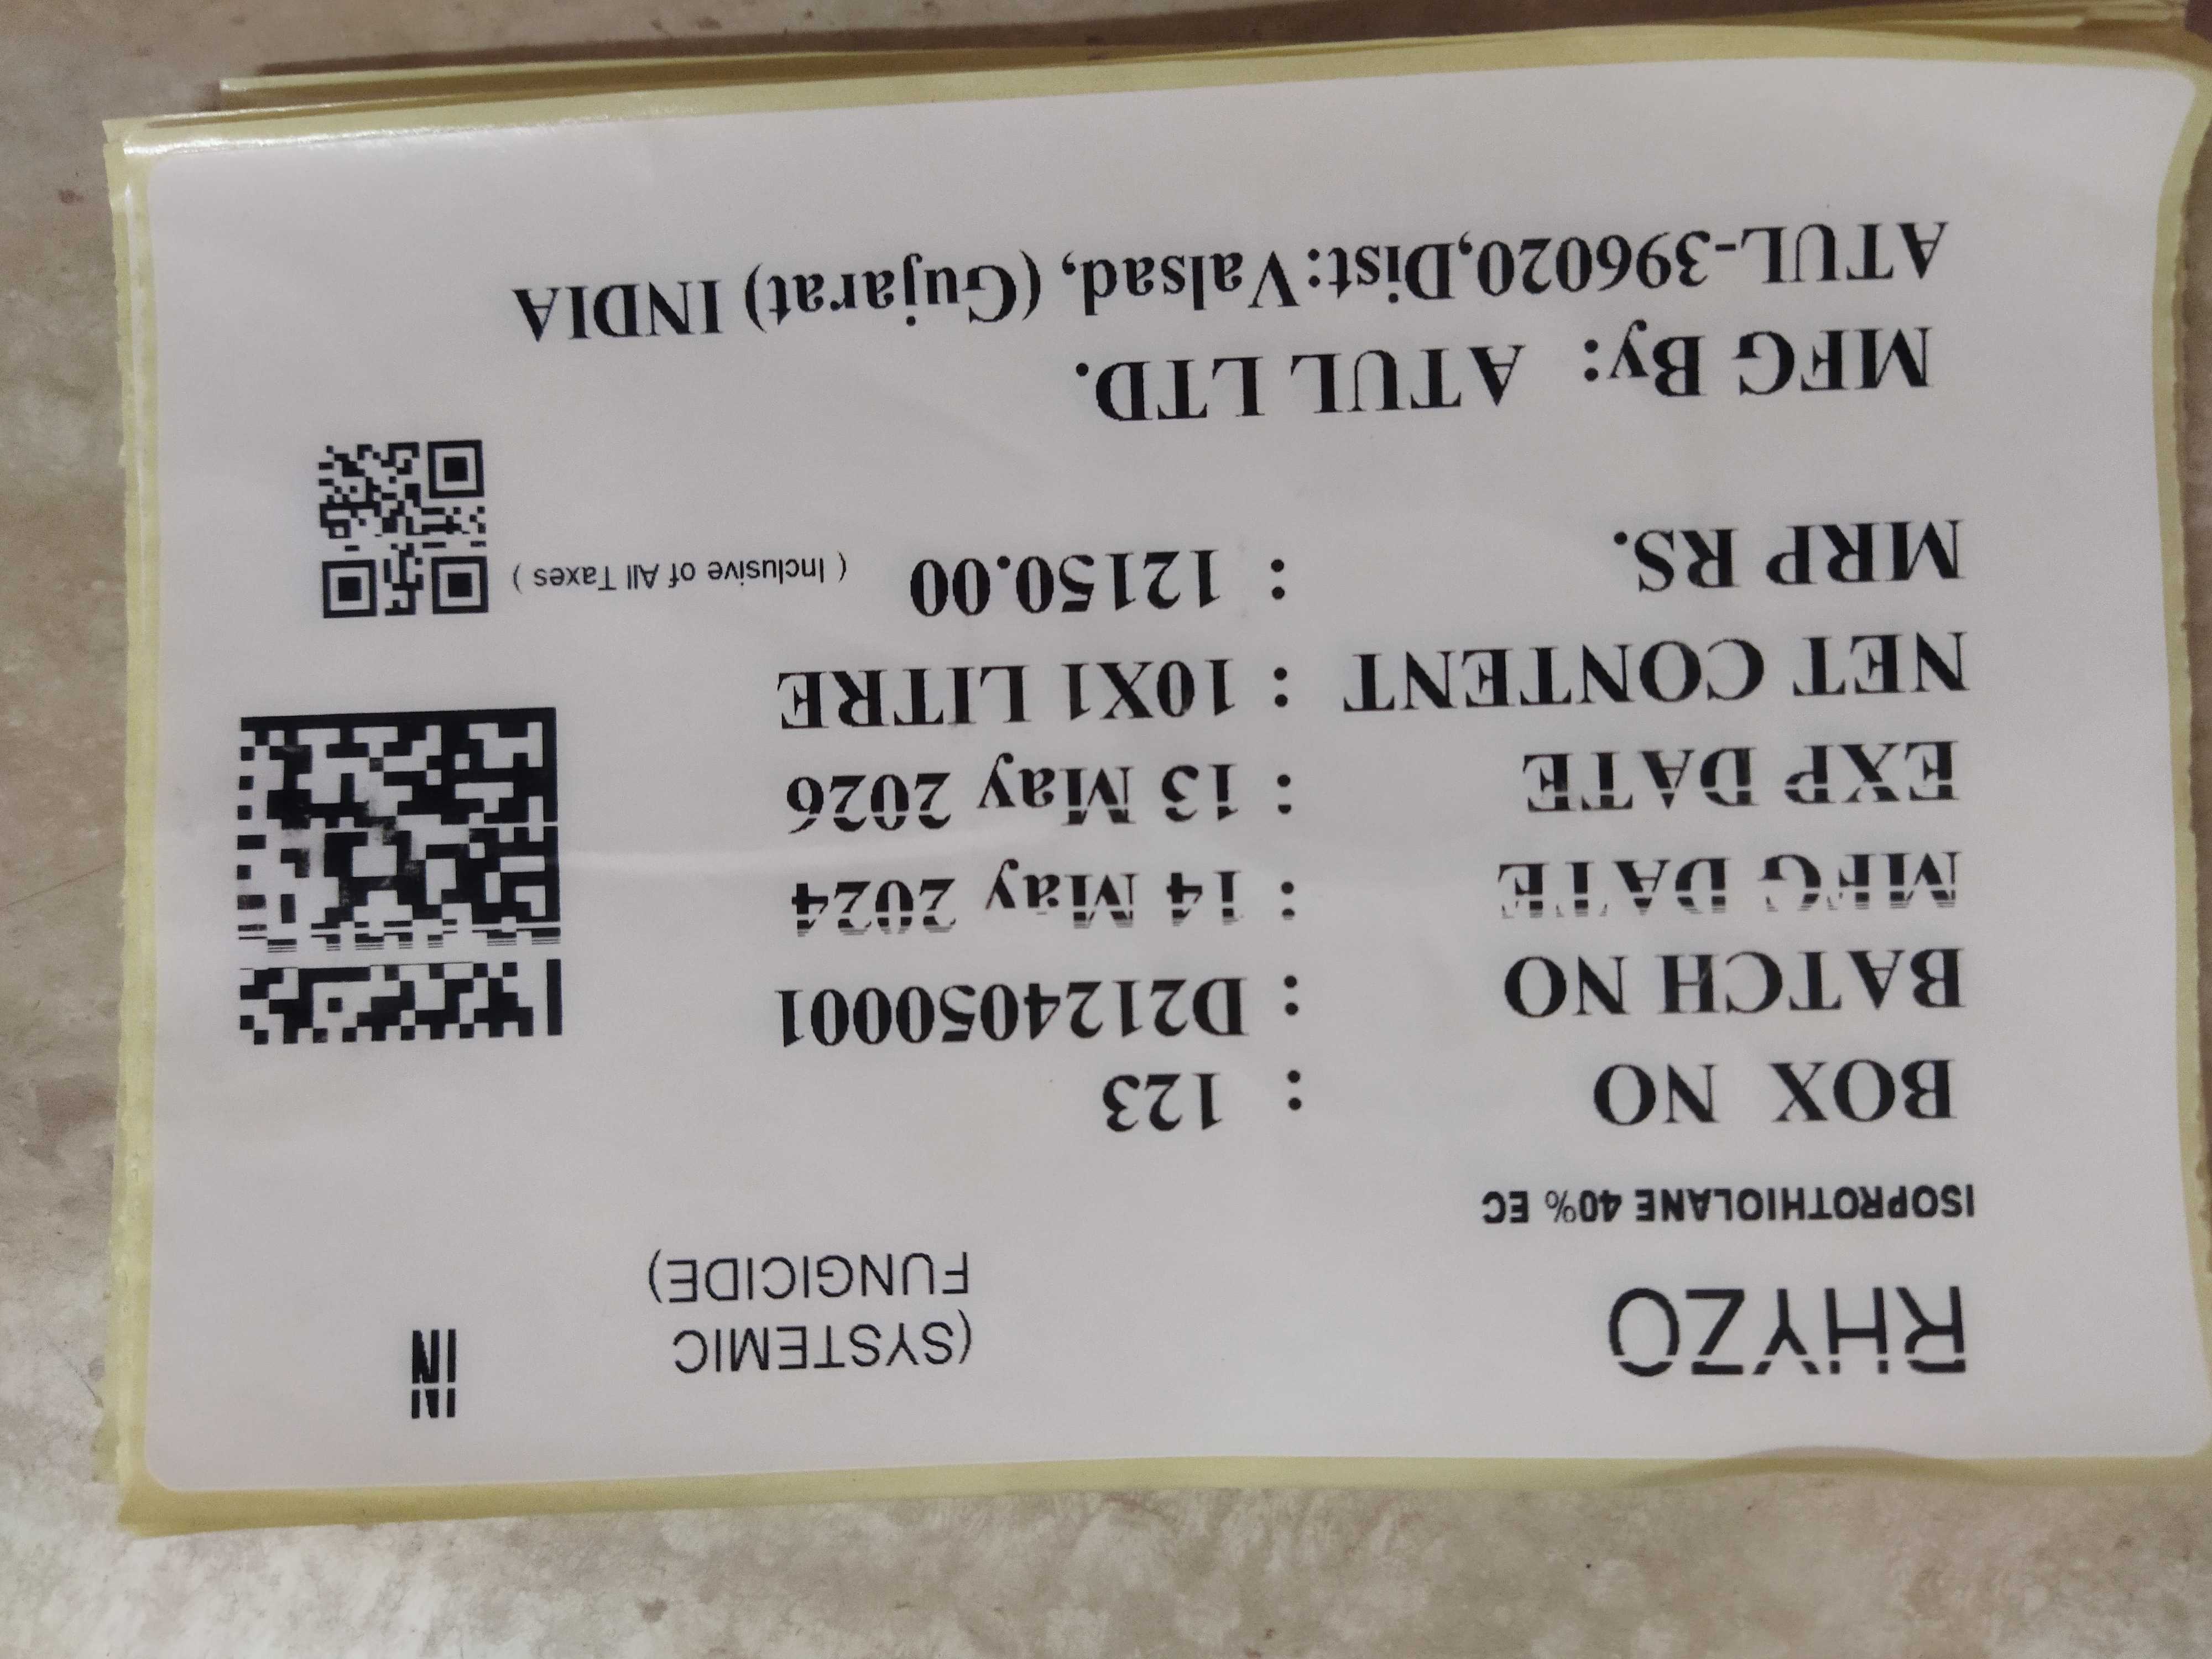 RHYZO (SYSTEMIC FUNGICIDE) IN
ISOPROTHIOLANE 40% EC
BOX NO : 123
BATCH NO : D2124050001
MFG DATE : 14 May 2024
EXP DATE : 13 May 2026
NET CONTENT : 10X1 LITRE
MRP RS. : 12150.00 ( Inclusive of All Taxes )
MFG By: ATUL LTD.
ATUL-396020,Dist:Valsad, (Gujarat) INDIA